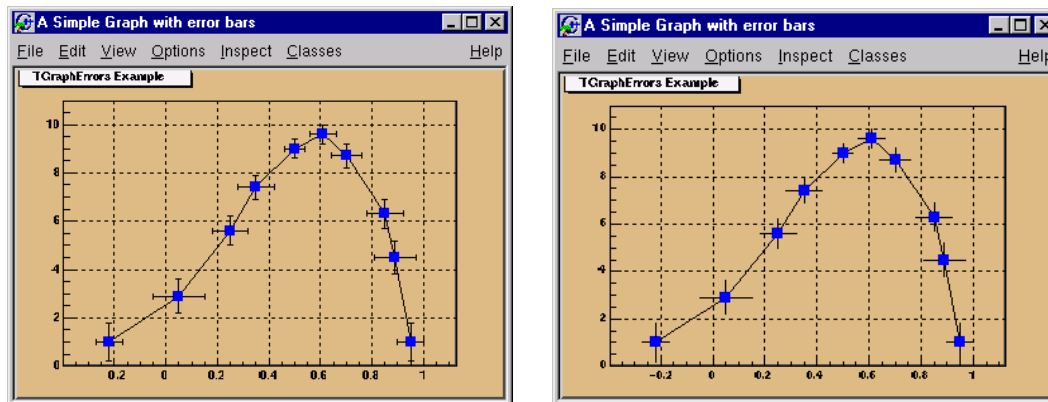 A Simple Graph with error bars
File Edit View Options Inspect Classes Help
TGraphErrors Example
10
8
6
4
2
0
0.2 0 0.2 0.4 0.6 0.8 1
A Simple Graph with error bars
File Edit View Options Inspect Classes Help
TGraphErrors Example
10
8
6
4
2
0
-0.2 0 0.2 0.4 0.6 0.8 1